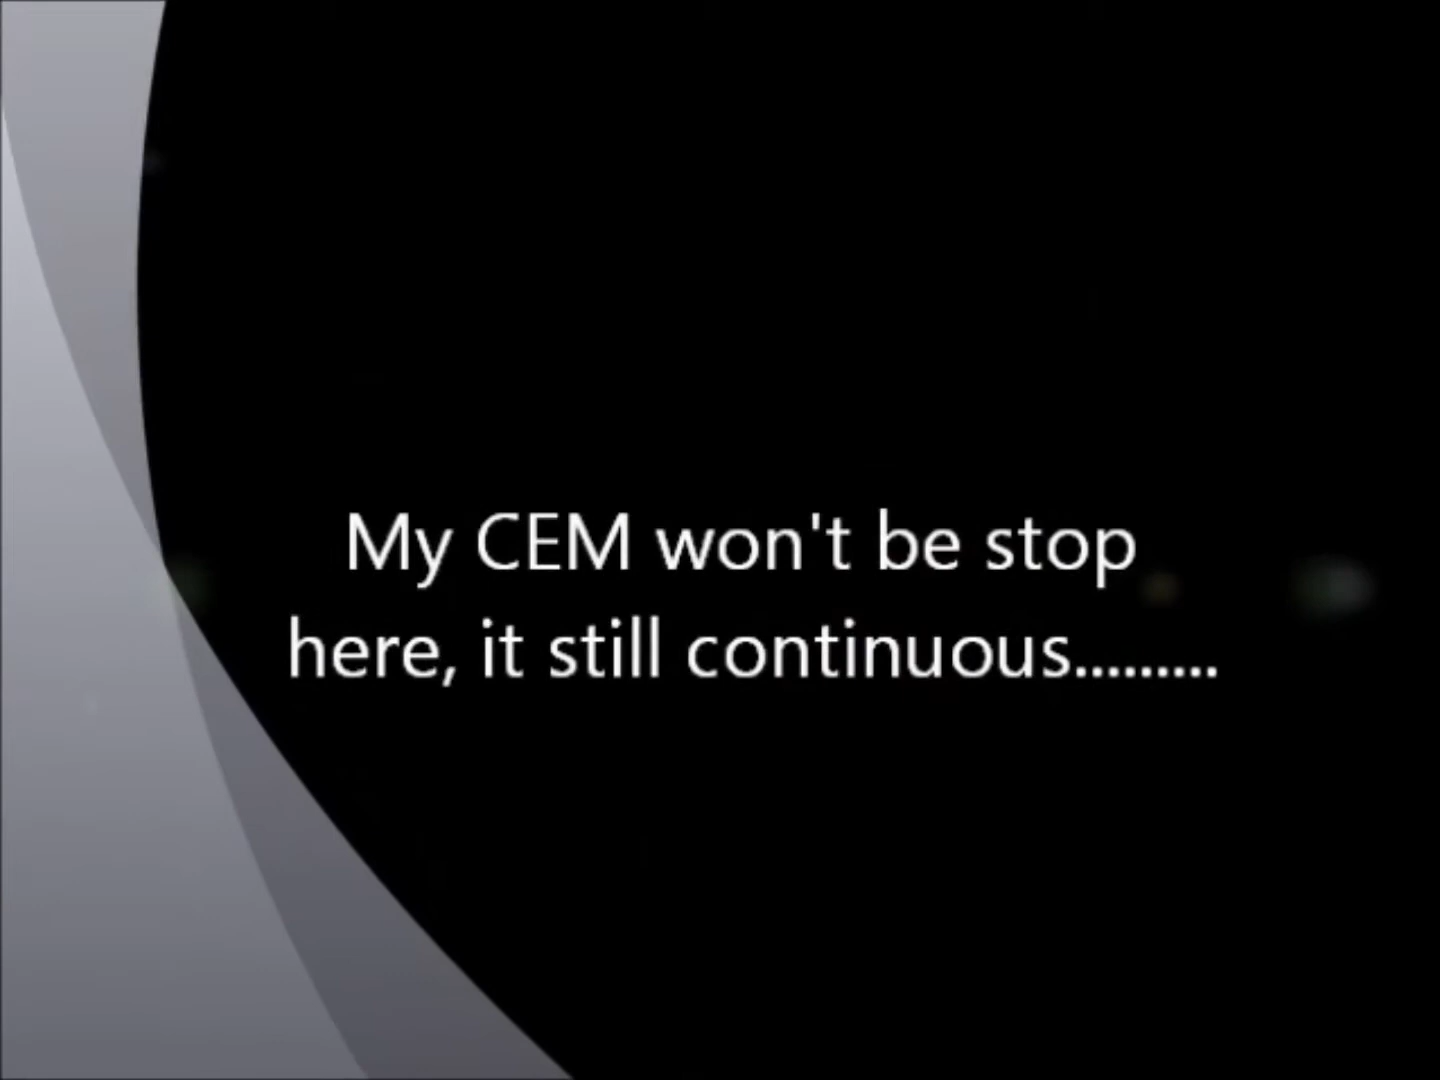 My CEM won't be stop
here, it still continuous.........